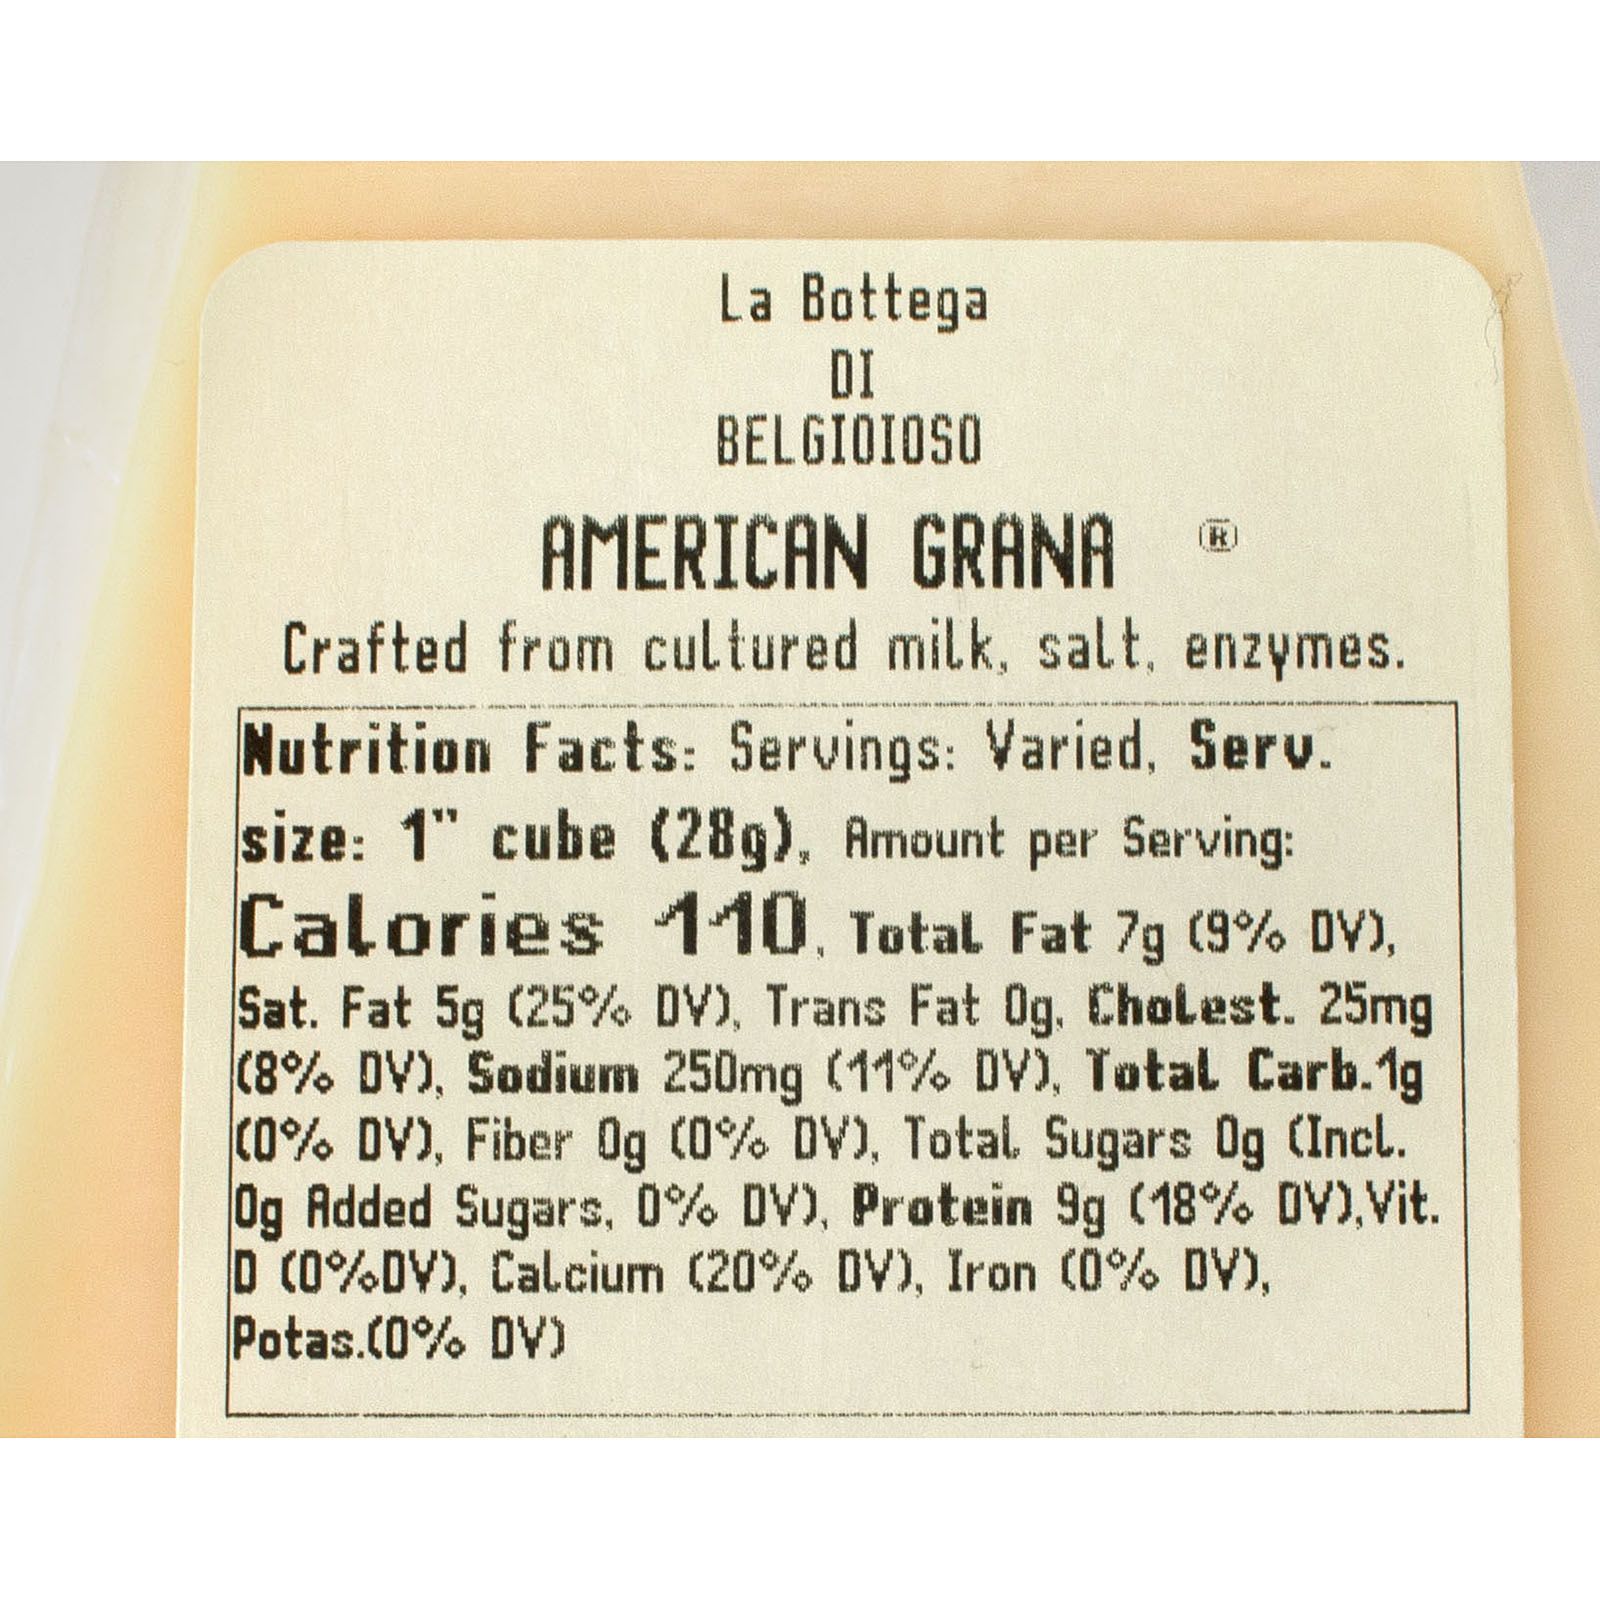 La Bottega
DI
BELGIOIOSO
AMERICAN GRANA ®
Crafted from cultured milk, salt, enzymes.
Nutrition Facts: Servings: Varied, Serv.
size: 1" cube (28g), Amount per Serving:
Calories 110, Total Fat 7g (9% DV),
Sat. Fat 5g (25% DV), Trans Fat 0g, Cholest. 25mg
(8% DV), Sodium 250mg (11% DV), Total Carb.1g
(0% DV), Fiber 0g (0% DV), Total Sugars 0g (Incl.
0g Added Sugars, 0% DV), Protein 9g (18% DV),Vit.
D (0%DV), Calcium (20% DV), Iron (0% DV),
Potas.(0% DV)